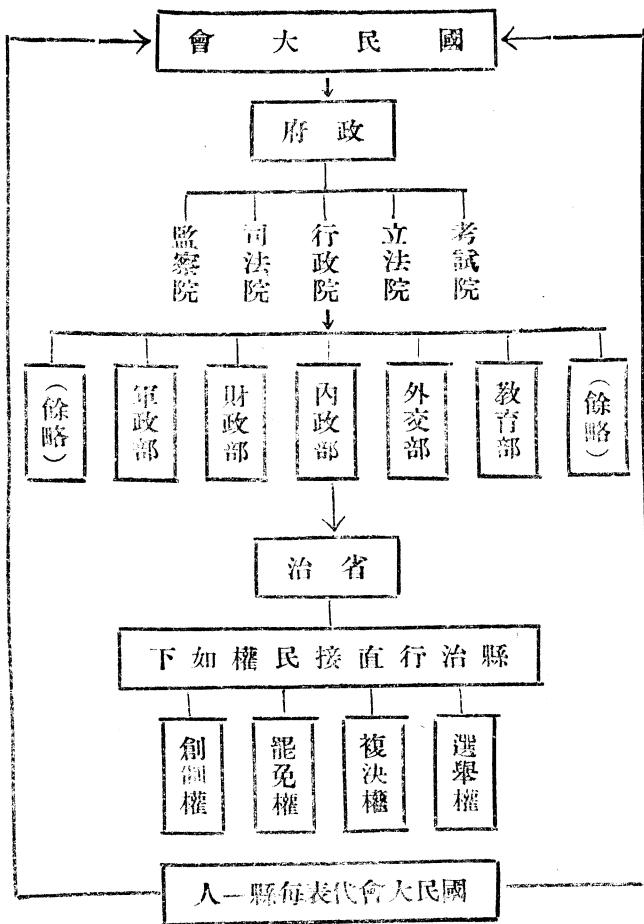 國民大會
政府
考試院
立法院
行政院
司法院
監察院
（餘略）
教育部
外交部
內政部
財政部
軍政部
（餘略）
省治
縣治行直接民權如下
選舉權
複決權
罷免權
創制權
國民大會代表每縣一人